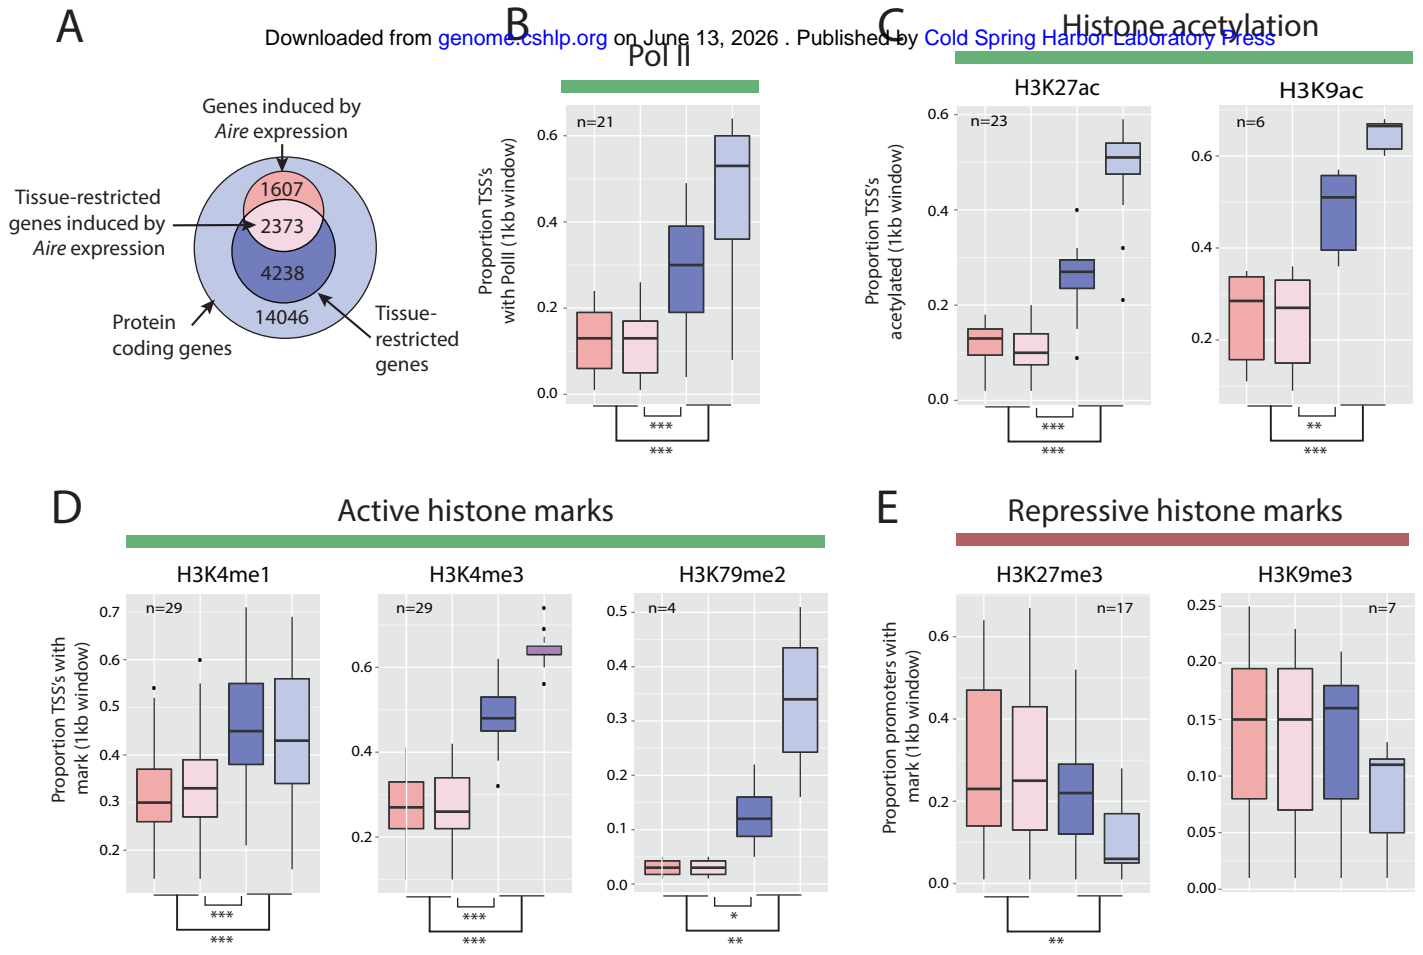 A
B
C
Downloaded from genome.cshlp.org on June 13, 2026 . Published by Cold Spring Harbor Laboratory Press
Histone acetylation
Pol II
Genes induced by
Aire expression
Tissue-restricted
genes induced by
Aire expression
1607
2373
4238
14046
Protein
coding genes
Tissue-
restricted
genes
Proportion TSS's
with PolII (1kb window)
n=21
0.6
0.4
0.2
0.0
***
***
H3K27ac
Proportion TSS's
acetylated (1kb window)
n=23
0.6
0.4
0.2
0.0
***
***
H3K9ac
n=6
0.6
0.4
0.2
**
***
D
Active histone marks
H3K4me1
Proportion TSS's with
mark (1kb window)
n=29
0.7
0.6
0.5
0.4
0.3
0.2
***
***
H3K4me3
n=29
0.6
0.4
0.2
***
***
H3K79me2
n=4
0.5
0.4
0.3
0.2
0.1
0.0
*
**
E
Repressive histone marks
H3K27me3
Proportion promoters with
mark (1kb window)
n=17
0.6
0.4
0.2
0.0
**
H3K9me3
n=7
0.25
0.20
0.15
0.10
0.05
0.00